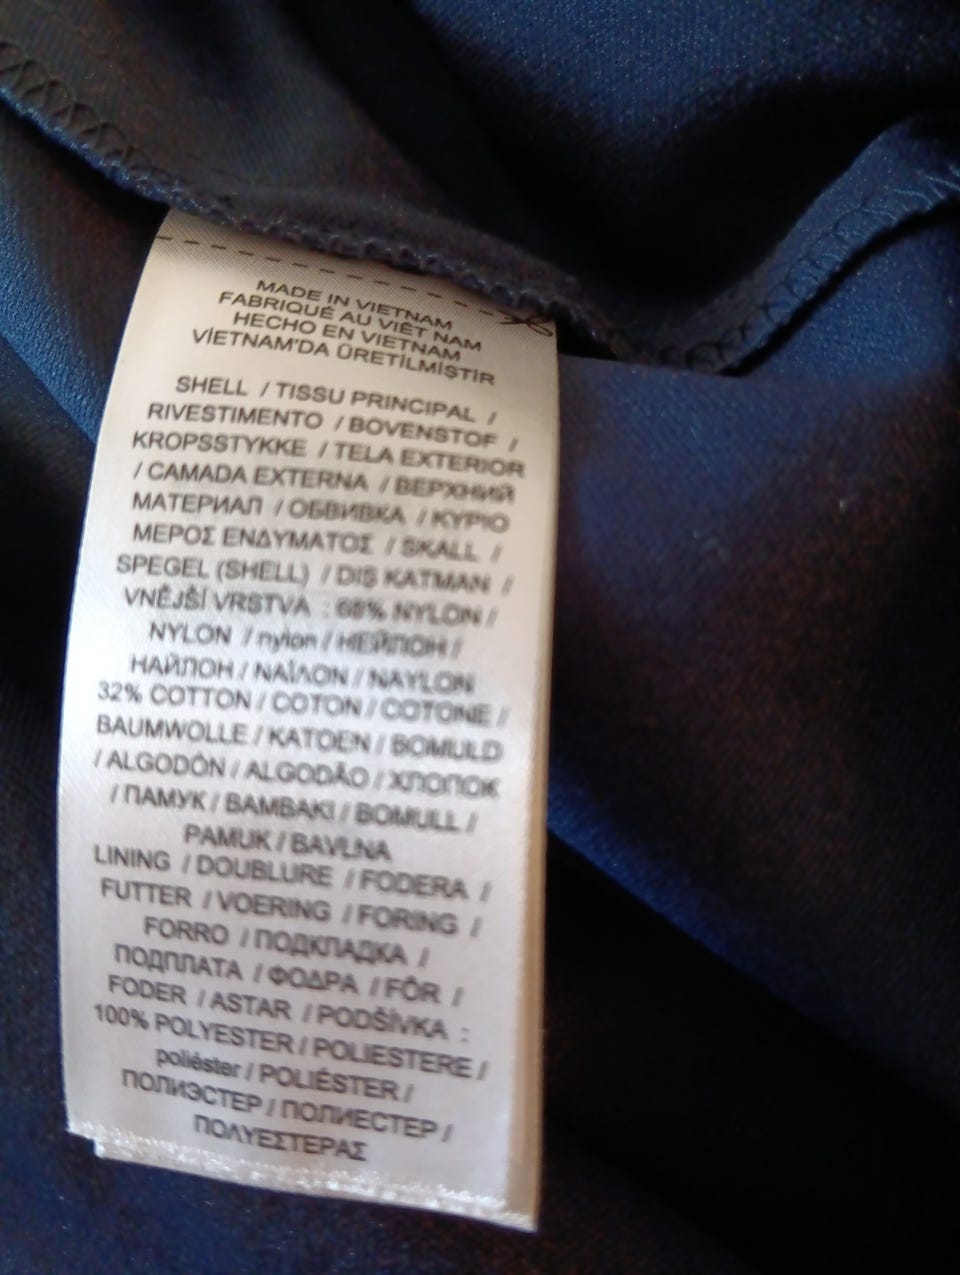 MADE IN VIETNAM
FABRIQUÉ AU VIÊT NAM
HECHO EN VIETNAM
VİETNAM'DA ÜRETİLMİŞTİR
SHELL / TISSU PRINCIPAL /
RIVESTIMENTO / BOVENSTOF /
KROPSSTYKKE / TELA EXTERIOR
/ CAMADA EXTERNA / ВЕРХНИЙ
МАТЕРИАЛ / ОБВИВКА / ΚΥΡΙΟ
ΜΕΡΟΣ ΕΝΔΥΜΑΤΟΣ / SKALL /
SPEGEL (SHELL) / DIŞ KATMAN /
VNĚJŠÍ VRSTVA : 68% NYLON /
NYLON / nylon / НЕЙЛОН /
НАЙЛОН / ΝΑΪΛΟΝ / NAYLON
32% COTTON / COTON / COTONE /
BAUMWOLLE / KATOEN / BOMULD
/ ALGODÓN / ALGODÃO / ХЛОПОК
/ ПАМУК / ΒΑΜΒΑΚΙ / BOMULL /
PAMUK / BAVLNA
LINING / DOUBLURE / FODERA /
FUTTER / VOERING / FORING /
FORRO / ПОДКЛАДКА /
ПОДПЛАТА / ΦΟΔΡΑ / FÔR /
FODER / ASTAR / PODŠÍVKA :
100% POLYESTER / POLIESTERE /
poliéster / POLIÉSTER /
ПОЛИЭСТЕР / ПОЛИЕСТЕР /
ΠΟΛΥΕΣΤΕΡΑΣ